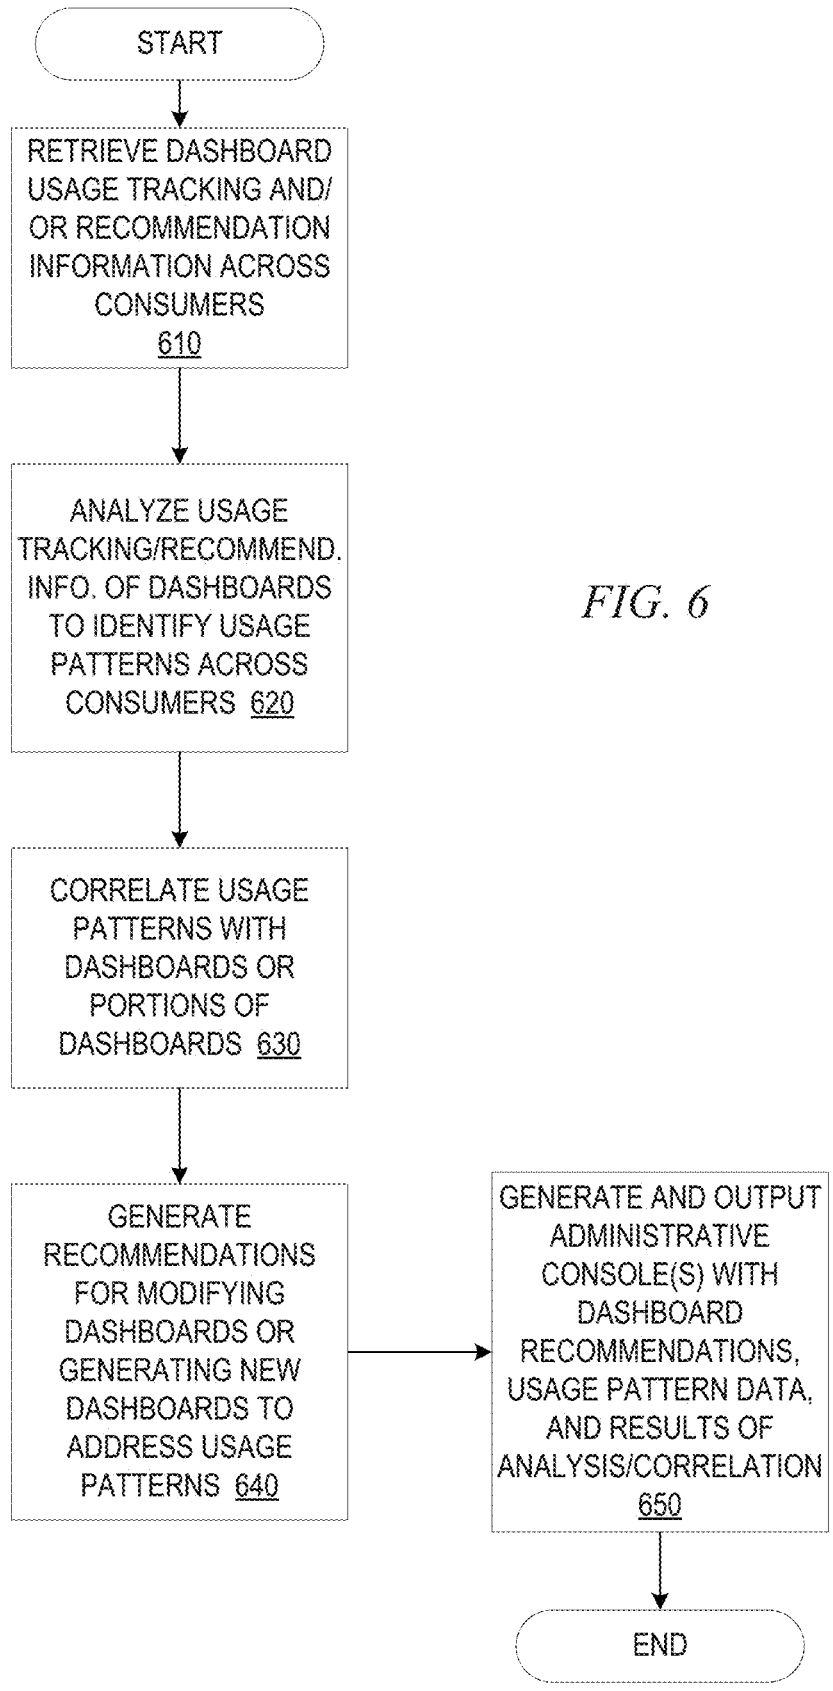 START
RETRIEVE DASHBOARD
USAGE TRACKING AND/
OR RECOMMENDATION
INFORMATION ACROSS
CONSUMERS
610
ANALYZE USAGE
TRACKING/RECOMMEND.
INFO. OF DASHBOARDS
TO IDENTIFY USAGE
PATTERNS ACROSS
CONSUMERS 620
FIG. 6
CORRELATE USAGE
PATTERNS WITH
DASHBOARDS OR
PORTIONS OF
DASHBOARDS 630
GENERATE
RECOMMENDATIONS
FOR MODIFYING
DASHBOARDS OR
GENERATING NEW
DASHBOARDS TO
ADDRESS USAGE
PATTERNS 640
GENERATE AND OUTPUT
ADMINISTRATIVE
CONSOLE(S) WITH
DASHBOARD
RECOMMENDATIONS,
USAGE PATTERN DATA,
AND RESULTS OF
ANALYSIS/CORRELATION
650
END